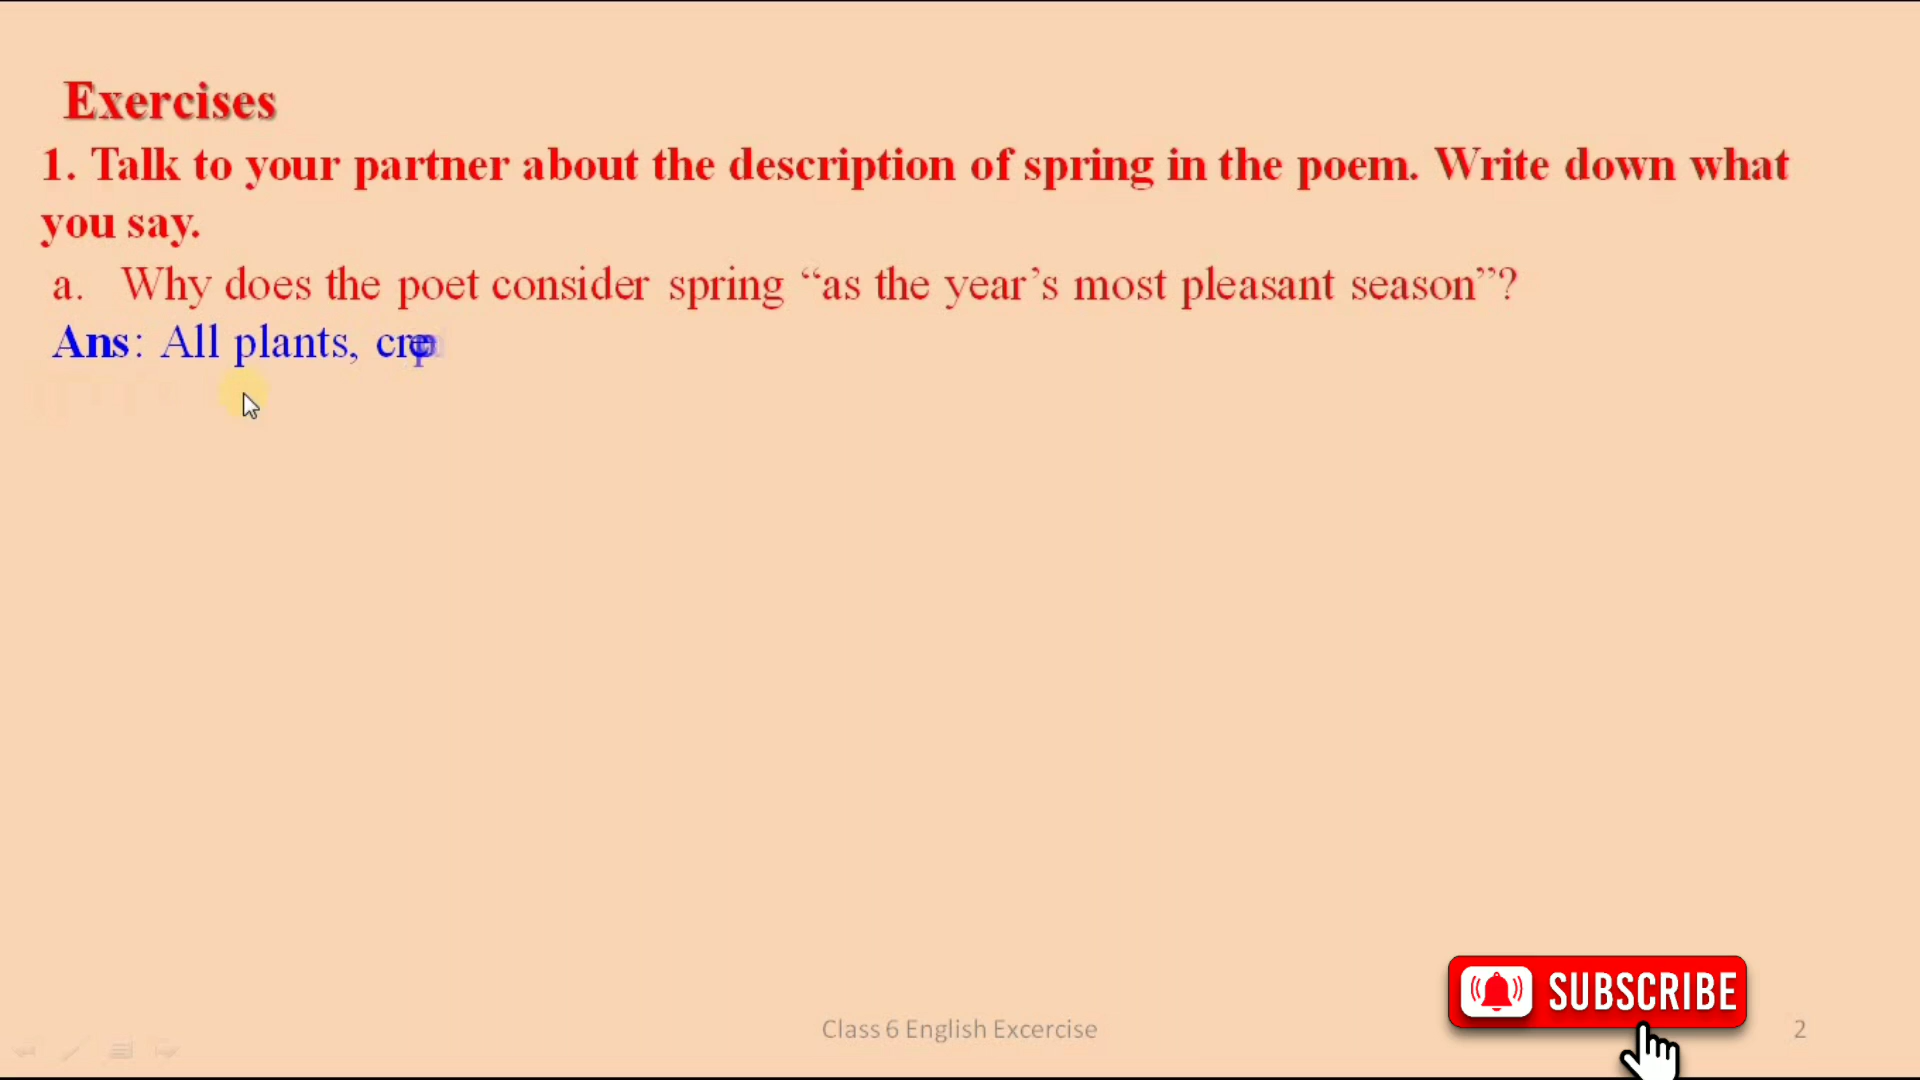 Exercises
1. Talk to your partner about the description of spring in the poem. Write down what
you say.
a. Why does the poet consider spring “as the year’s most pleasant season”?
Ans: All plants,
Class 6 English Excercise
SUBSCRIBE
2